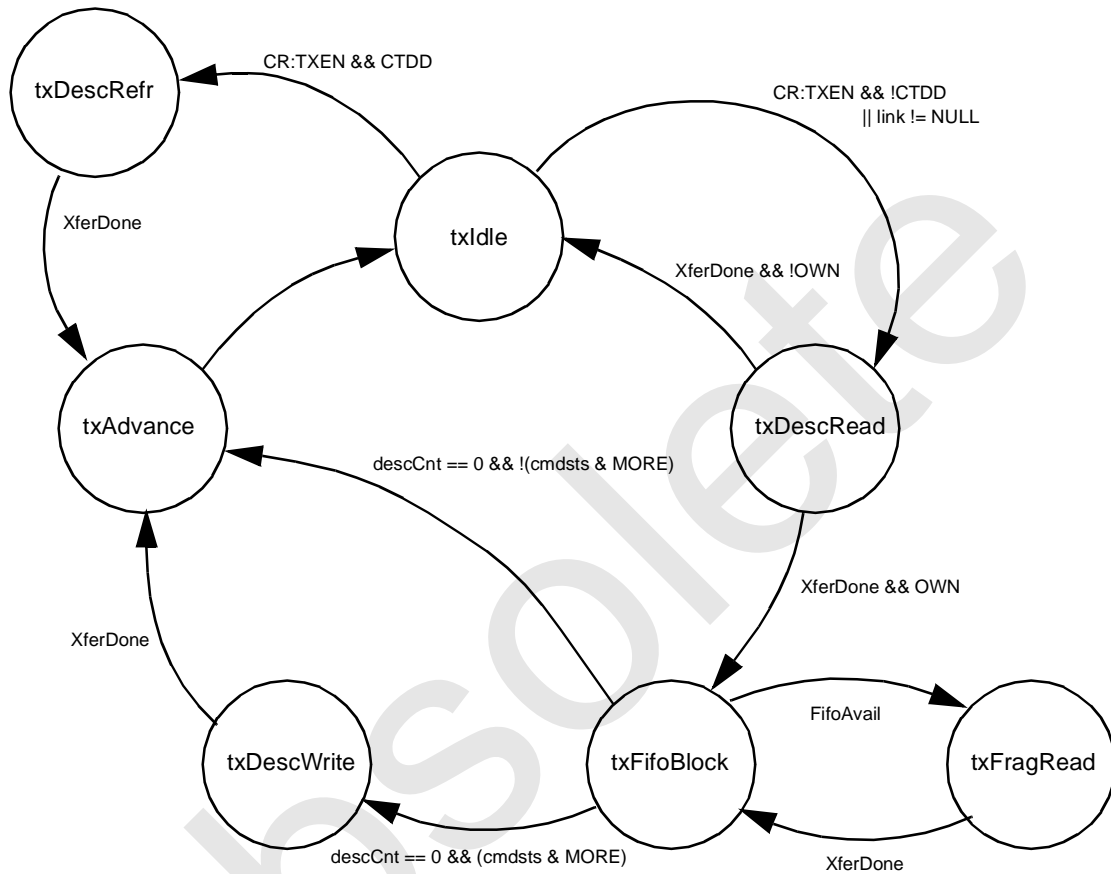 CR:TXEN && CTDD
txDescRefr
CR:TXEN && !CTDD
|| link != NULL
XferDone
txIdle
XferDone && !OWN
txAdvance
txDescRead
descCnt == 0 && !(cmdsts & MORE)
XferDone && OWN
XferDone
FifoAvail
txDescWrite
txFifoBlock
txFragRead
descCnt == 0 && (cmdsts & MORE)
XferDone
bsolete